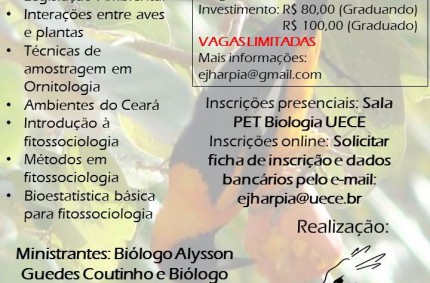 • Interações entre aves
e plantas
• Técnicas de
amostragem em
Ornitologia
• Ambientes do Ceará
• Introdução à
fitossociologia
• Métodos em
fitossociologia
• Bioestatística básica
para fitossociologia
Ministrantes: Biólogo Alysson
Guedes Coutinho e Biólogo
Investimento: R$ 80,00 (Graduando)
R$ 100,00 (Graduado)
VAGAS LIMITADAS
Mais informações:
ejharpia@gmail.com
Inscrições presenciais: Sala
PET Biologia UECE
Inscrições online: Solicitar
ficha de inscrição e dados
bancários pelo e-mail:
ejharpia@uece.br
Realização: